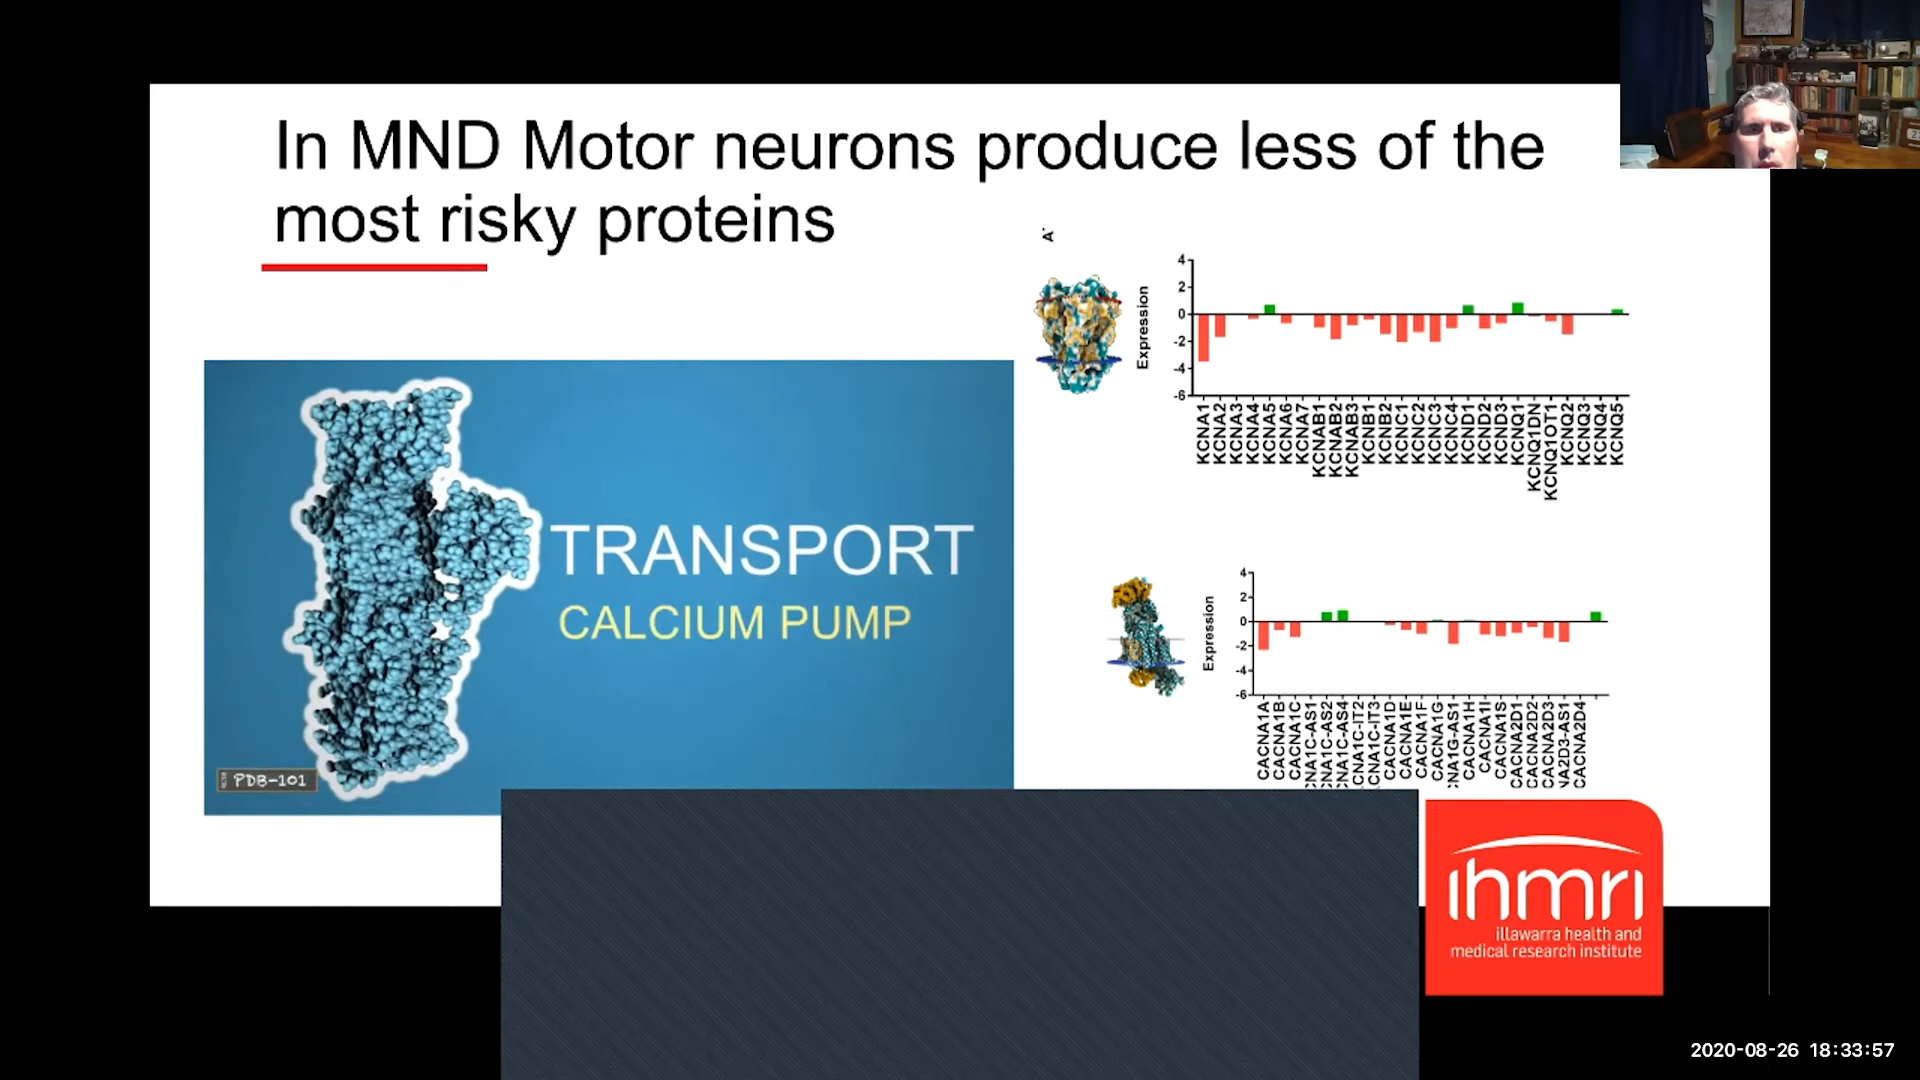 In MND Motor neurons produce less of the
most risky proteins
A
Expression
4
2
0
-2
-4
-6
KCNA1
KCNA2
KCNA3
KCNA4
KCNA5
KCNA6
KCNA7
KCNAB1
KCNAB2
KCNAB3
KCNB1
KCNB2
KCNC1
KCNC2
KCNC3
KCNC4
KCND1
KCND2
KCND3
KCNQ1
KCNQ1DN
KCNQ1OT1
KCNQ2
KCNQ3
KCNQ4
KCNQ5
TRANSPORT
CALCIUM PUMP
PDB-101
Expression
4
2
0
-2
-4
-6
CACNA1A
CACNA1B
CACNA1C
CNA1C-AS1
CNA1C-AS2
CNA1C-AS4
CNA1C-IT2
CNA1C-IT3
CACNA1D
CACNA1E
CACNA1F
CACNA1G
CNA1G-AS1
CACNA1H
CACNA1I
CACNA1S
CACNA2D1
CACNA2D2
CACNA2D3
NA2D3-AS1
CACNA2D4
ihmri
illawarra health and
medical research institute
2020-08-26 18:33:57